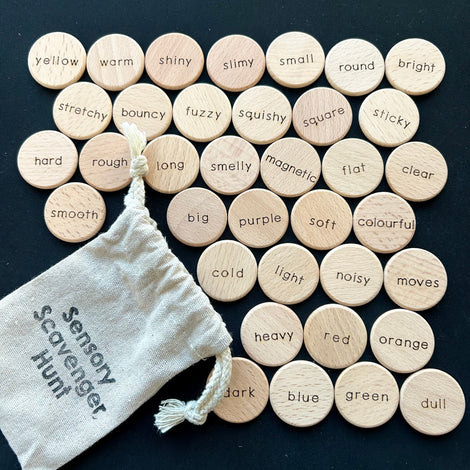 yellow warm shiny slimy small round bright
stretchy bouncy fuzzy squishy square sticky
hard rough long smelly magnetic flat clear
smooth big purple soft colourful
cold light noisy moves
heavy red orange
dark blue green dull
Sensory
Scavenger
Hunt